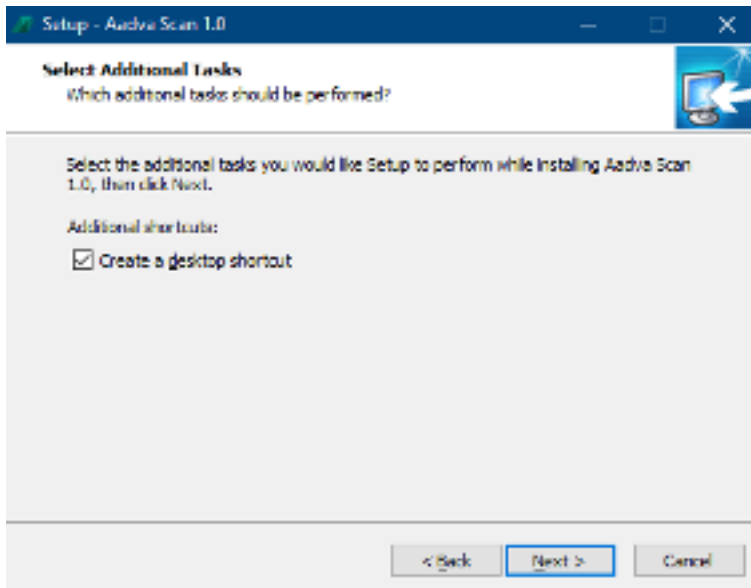 Setup - Aadva Scan 1.0
Select Additional Tasks
Which additional tasks should be performed?
Select the additional tasks you would like Setup to perform while installing Aadva Scan
1.0, then click Next.
Additional shortcuts:
Create a desktop shortcut
< Back
Next >
Cancel